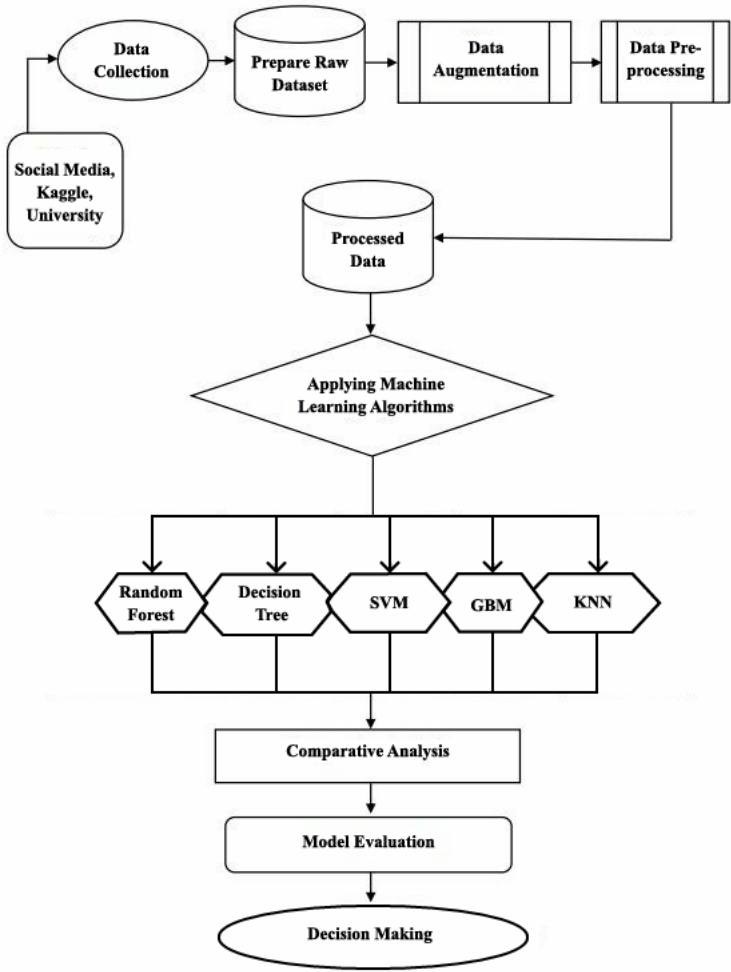 Data
Collection
Prepare Raw
Dataset
Data
Augmentation
Data Pre-
processing
Social Media,
Kaggle,
University
Processed
Data
Applying Machine
Learning Algorithms
Random
Forest
Decision
Tree
SVM
GBM
KNN
Comparative Analysis
Model Evaluation
Decision Making